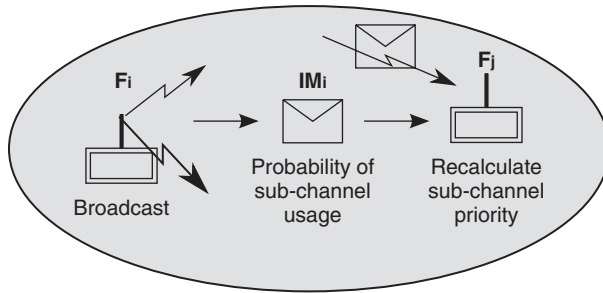 Fi
IMi
Fj
Broadcast
Probability of
sub-channel
usage
Recalculate
sub-channel
priority